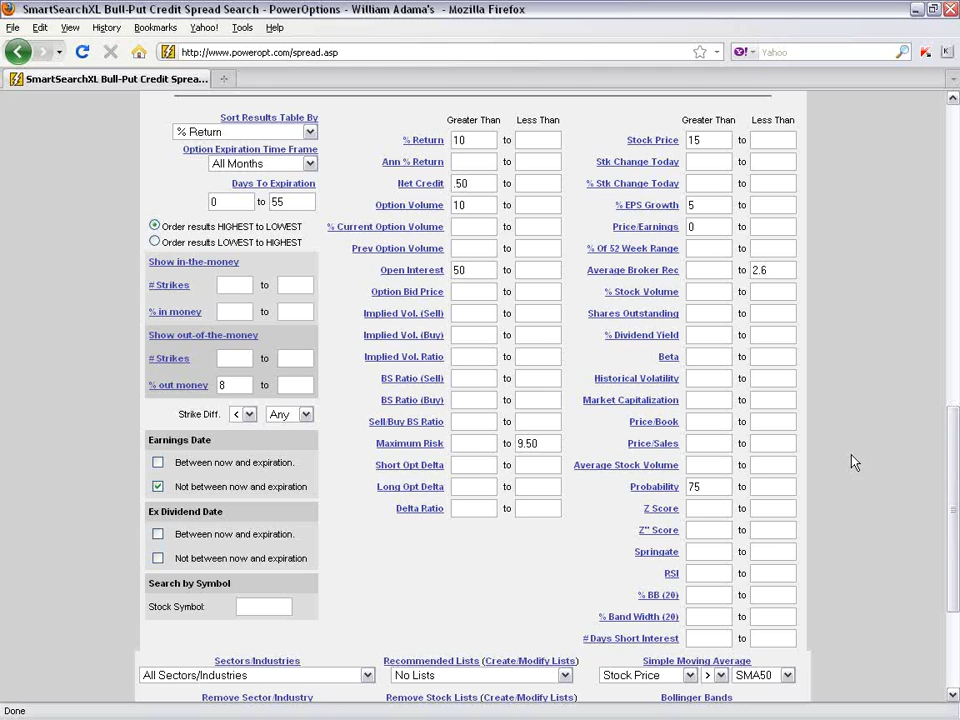 SmartSearchXL Bull-Put Credit Spread Search - PowerOptions - William Adama's - Mozilla Firefox
File Edit View History Bookmarks Yahoo! Tools Help
http://www.poweropt.com/spread.asp
Yahoo
SmartSearchXL Bull-Put Credit Sprea...
Sort Results Table By
% Return
Option Expiration Time Frame
All Months
Days To Expiration
0 to 55
Order results HIGHEST to LOWEST
Order results LOWEST to HIGHEST
Show in-the-money
# Strikes to
% in money to
Show out-of-the-money
# Strikes to
% out money 8 to
Strike Diff. < Any
Earnings Date
Between now and expiration.
Not between now and expiration
Ex Dividend Date
Between now and expiration.
Not between now and expiration
Search by Symbol
Stock Symbol:
Greater Than Less Than
% Return 10 to
Ann % Return to
Net Credit .50 to
Option Volume 10 to
% Current Option Volume to
Prev Option Volume to
Open Interest 50 to
Option Bid Price to
Implied Vol. (Sell) to
Implied Vol. (Buy) to
Implied Vol. Ratio to
BS Ratio (Sell) to
BS Ratio (Buy) to
Sell/Buy BS Ratio to
Maximum Risk to 9.50
Short Opt Delta to
Long Opt Delta to
Delta Ratio to
Greater Than Less Than
Stock Price 15 to
Stk Change Today to
% Stk Change Today to
% EPS Growth 5 to
Price/Earnings 0 to
% Of 52 Week Range to
Average Broker Rec to 2.6
% Stock Volume to
Shares Outstanding to
% Dividend Yield to
Beta to
Historical Volatility to
Market Capitalization to
Price/Book to
Price/Sales to
Average Stock Volume to
Probability 75 to
Z Score to
Z" Score to
Springate to
RSI to
% BB (20) to
% Band Width (20) to
# Days Short Interest to
Sectors/Industries Recommended Lists (Create/Modify Lists) Simple Moving Average
All Sectors/Industries No Lists Stock Price > SMA50
Remove Sector/Industry Remove Stock Lists (Create/Modify Lists) Bollinger Bands
Done